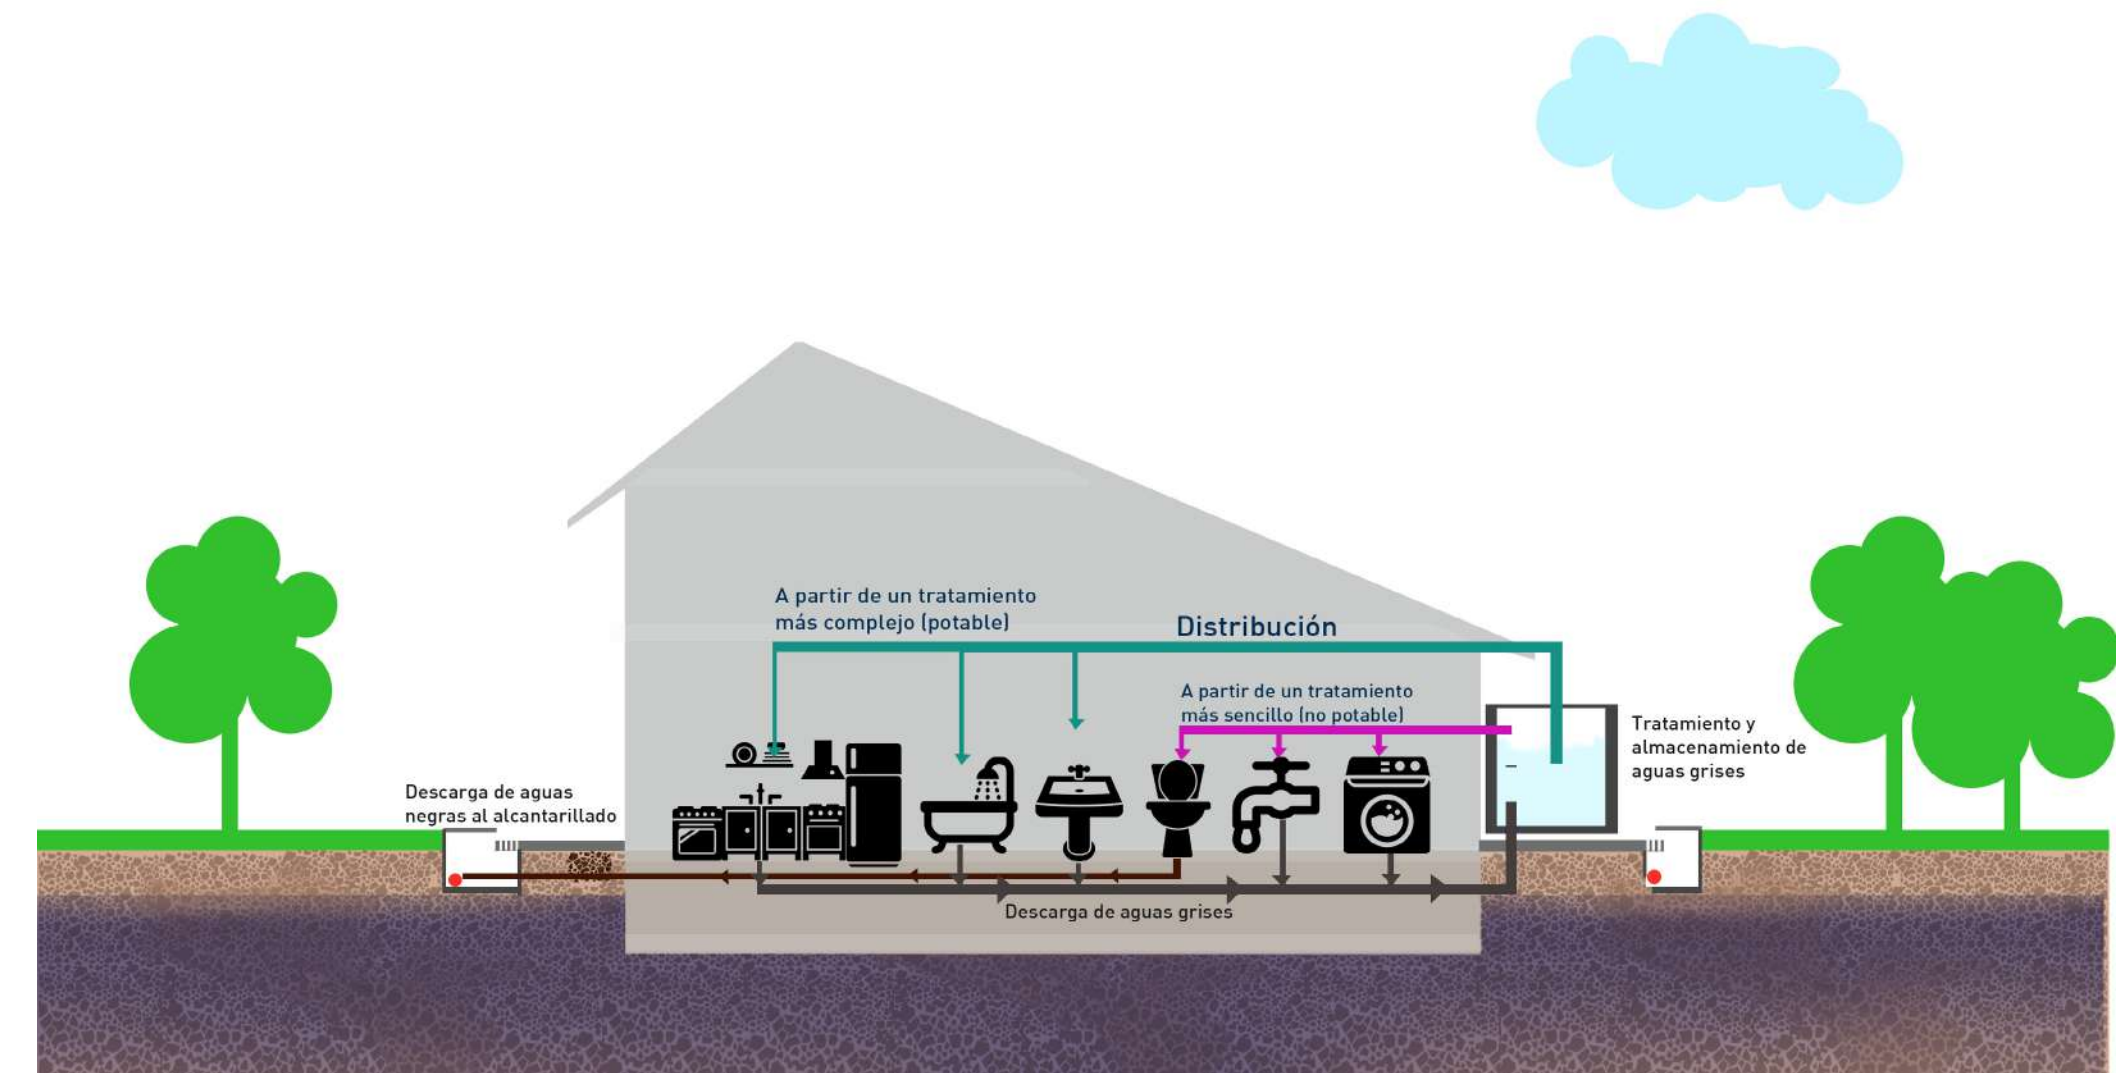 A partir de un tratamiento
más complejo (potable)
Distribución
A partir de un tratamiento
más sencillo (no potable)
Tratamiento y
almacenamiento de
aguas grises
Descarga de aguas
negras al alcantarillado
Descarga de aguas grises